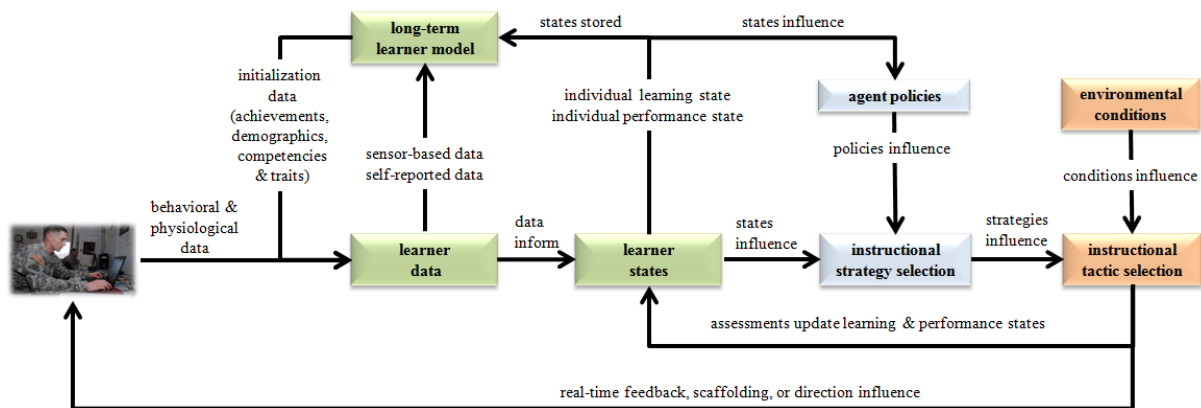 states stored
states influence
long-term
learner model
initialization
data
(achievements,
demographics,
competencies
& traits)
individual learning state
individual performance state
agent policies
environmental
conditions
sensor-based data
self-reported data
policies influence
conditions influence
behavioral &
physiological
data
learner
data
data
inform
learner
states
states
influence
instructional
strategy selection
strategies
influence
instructional
tactic selection
assessments update learning & performance states
real-time feedback, scaffolding, or direction influence